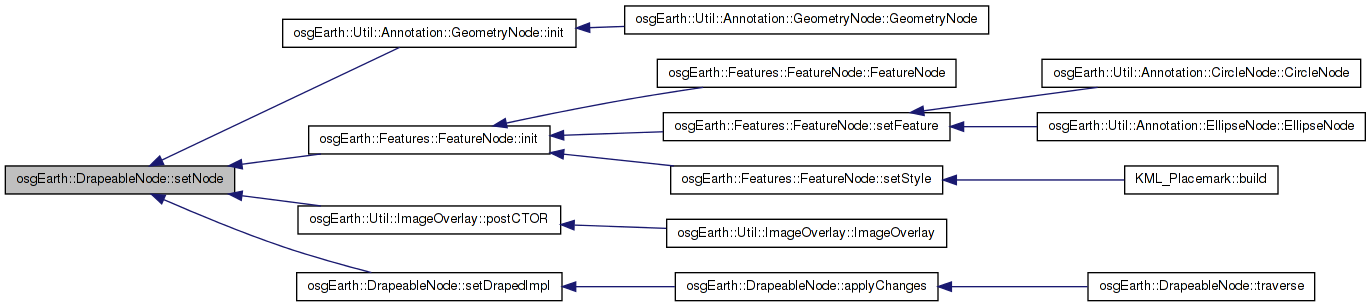 osgEarth::Util::Annotation::GeometryNode::init
osgEarth::Util::Annotation::GeometryNode::GeometryNode
osgEarth::Features::FeatureNode::FeatureNode
osgEarth::Util::Annotation::CircleNode::CircleNode
osgEarth::Features::FeatureNode::init
osgEarth::Features::FeatureNode::setFeature
osgEarth::Util::Annotation::EllipseNode::EllipseNode
osgEarth::DrapeableNode::setNode
osgEarth::Features::FeatureNode::setStyle
KML_Placemark::build
osgEarth::Util::ImageOverlay::postCTOR
osgEarth::Util::ImageOverlay::ImageOverlay
osgEarth::DrapeableNode::setDrapedImpl
osgEarth::DrapeableNode::applyChanges
osgEarth::DrapeableNode::traverse